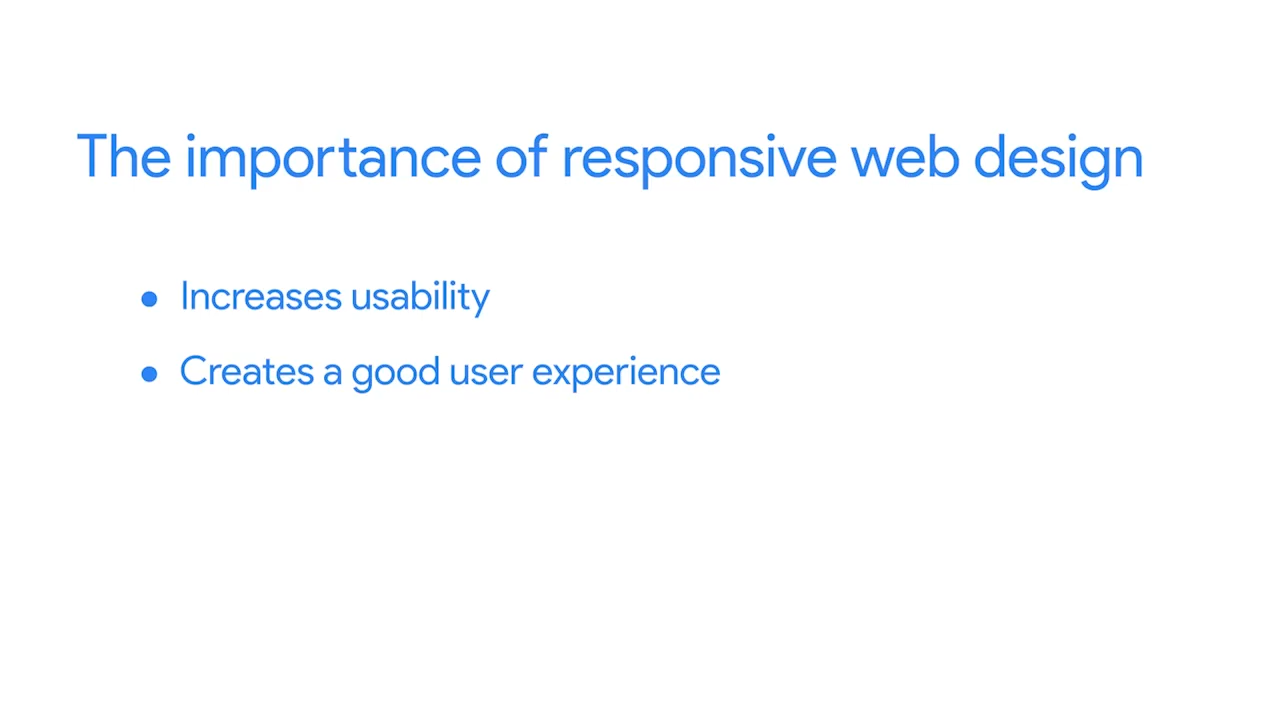 The importance of responsive web design
● Increases usability
● Creates a good user experience